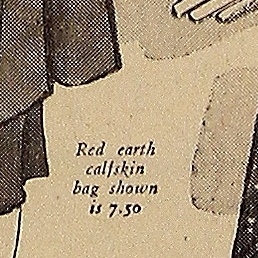 Red earth
calfskin
bag shown
is 7.50